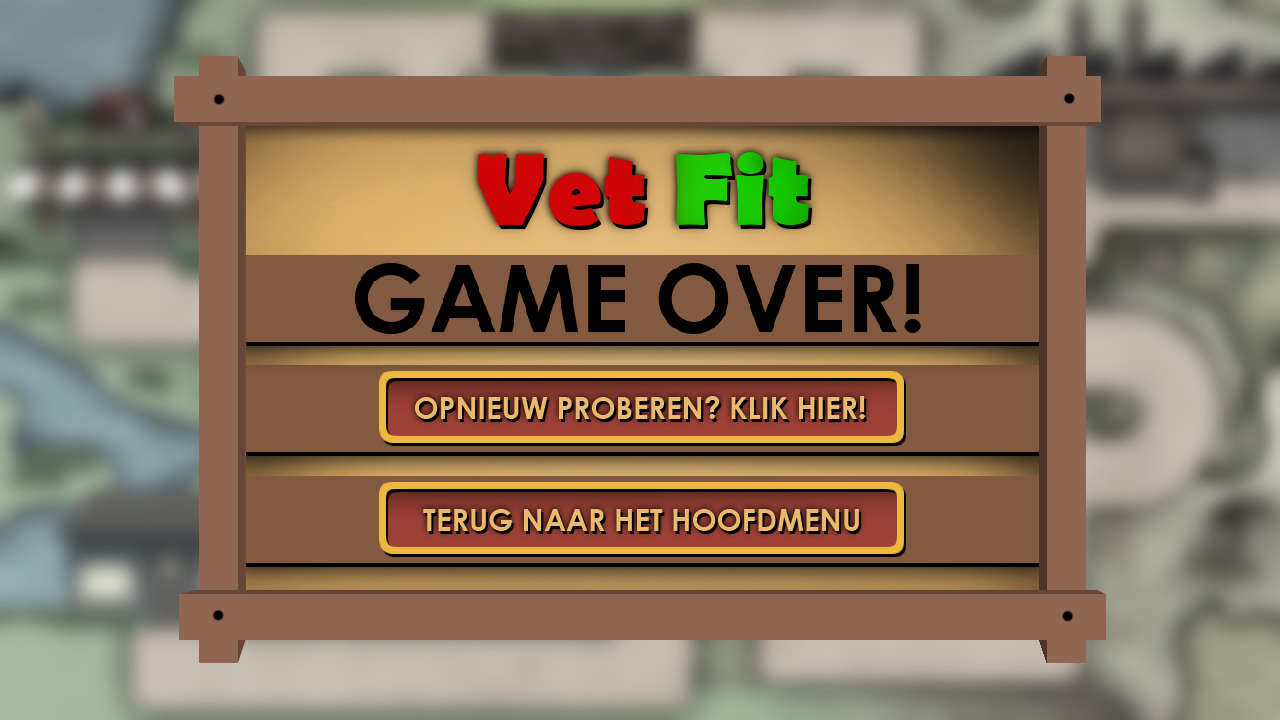 Vet Fit
GAME OVER!
OPNIEUW PROBEREN? KLIK HIER!
TERUG NAAR HET HOOFDMENU